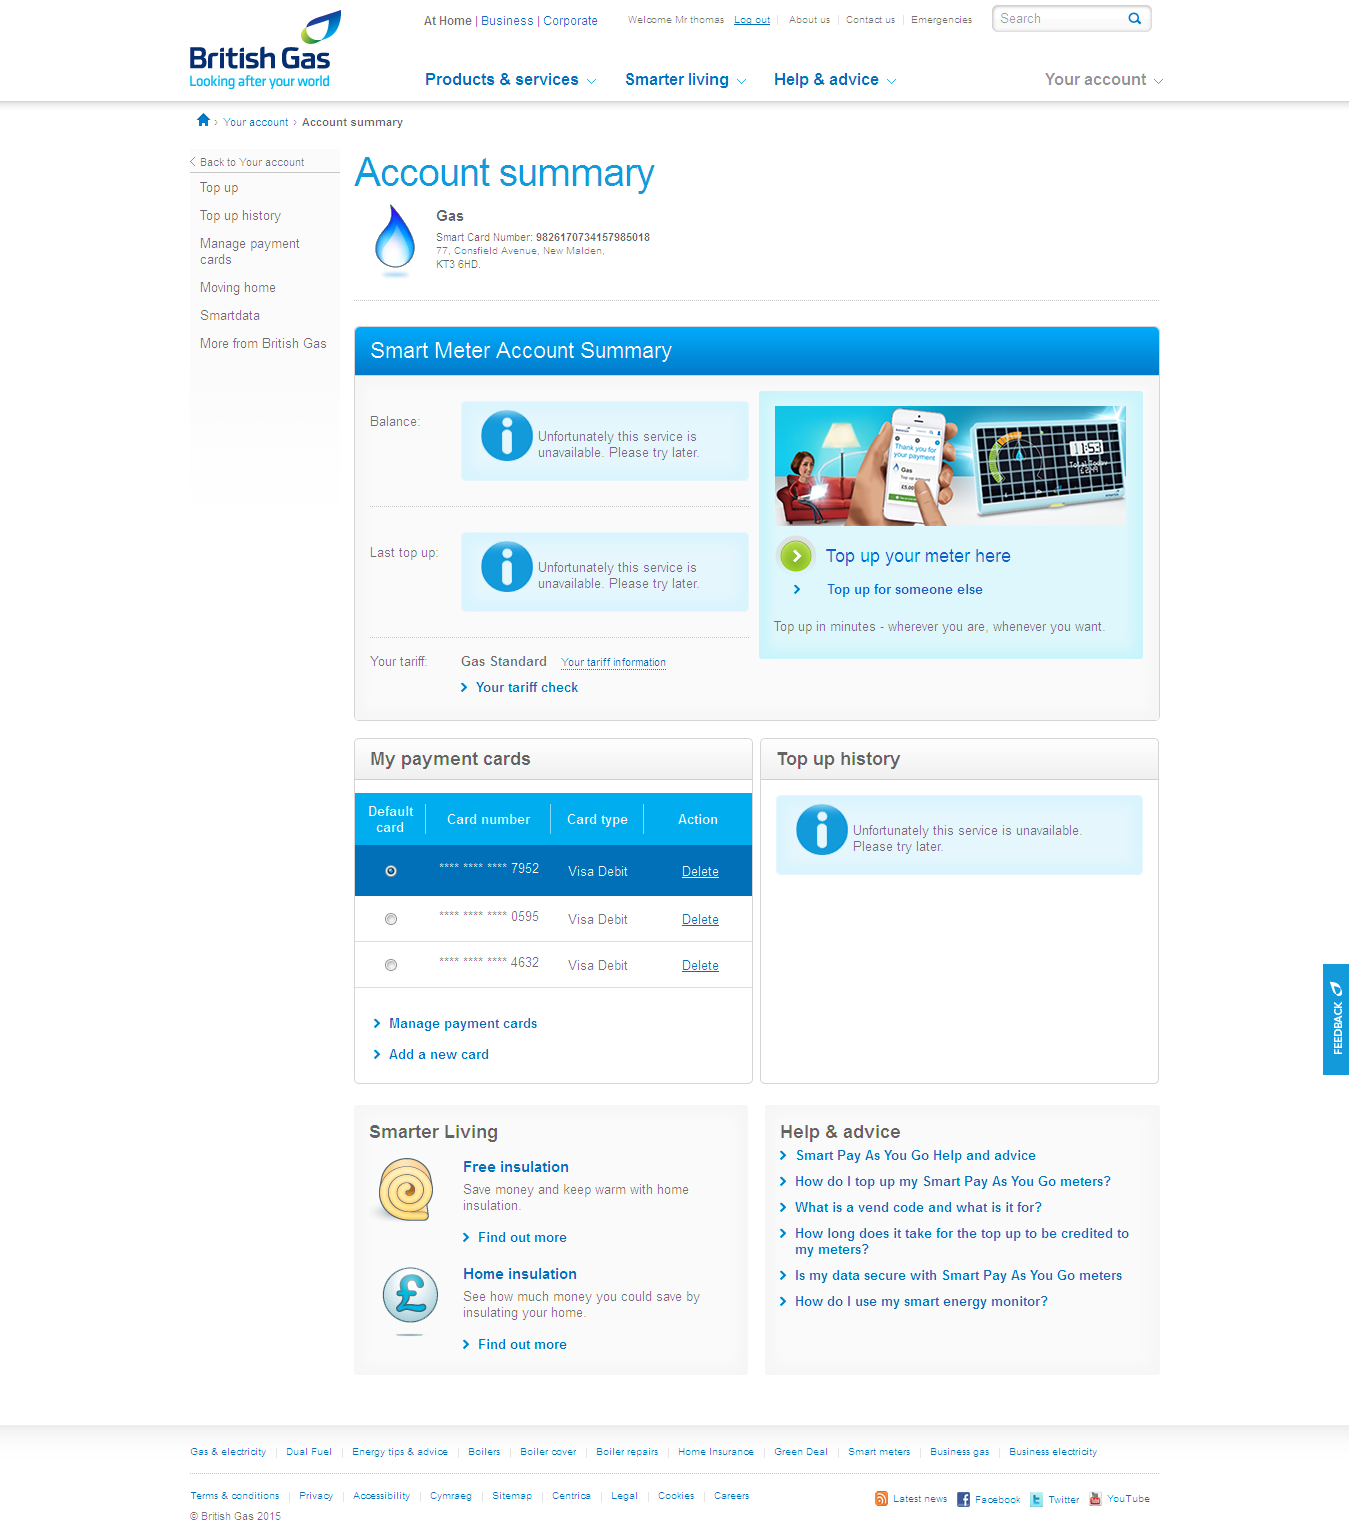 British Gas
Looking after your world
At Home | Business | Corporate
Welcome Mr thomas Log out About us Contact us Emergencies
Search
Products & services Smarter living Help & advice Your account
Your account › Account summary
Back to Your account
Top up
Top up history
Manage payment
cards
Moving home
Smartdata
More from British Gas
Account summary
Gas
Smart Card Number: 9826170734157985018
77, Consfield Avenue, New Malden,
KT3 6HD.
Smart Meter Account Summary
Balance:
Unfortunately this service is
unavailable. Please try later.
Last top up:
Unfortunately this service is
unavailable. Please try later.
Your tariff: Gas Standard Your tariff information
Your tariff check
Thank you for
your payment
Gas
£5.00
11:53
Top up your meter here
Top up for someone else
Top up in minutes - wherever you are, whenever you want.
My payment cards
Default
card
Card number Card type Action
**** **** **** 7952 Visa Debit Delete
**** **** **** 0595 Visa Debit Delete
**** **** **** 4632 Visa Debit Delete
Manage payment cards
Add a new card
Top up history
Unfortunately this service is unavailable.
Please try later.
FEEDBACK
Smarter Living
Free insulation
Save money and keep warm with home
insulation.
Find out more
Home insulation
See how much money you could save by
insulating your home.
Find out more
Help & advice
Smart Pay As You Go Help and advice
How do I top up my Smart Pay As You Go meters?
What is a vend code and what is it for?
How long does it take for the top up to be credited to
my meters?
Is my data secure with Smart Pay As You Go meters
How do I use my smart energy monitor?
Gas & electricity Dual Fuel Energy tips & advice Boilers Boiler cover Boiler repairs Home Insurance Green Deal Smart meters Business gas Business electricity
Terms & conditions Privacy Accessibility Cymraeg Sitemap Centrica Legal Cookies Careers
Latest news Facebook Twitter YouTube
© British Gas 2015